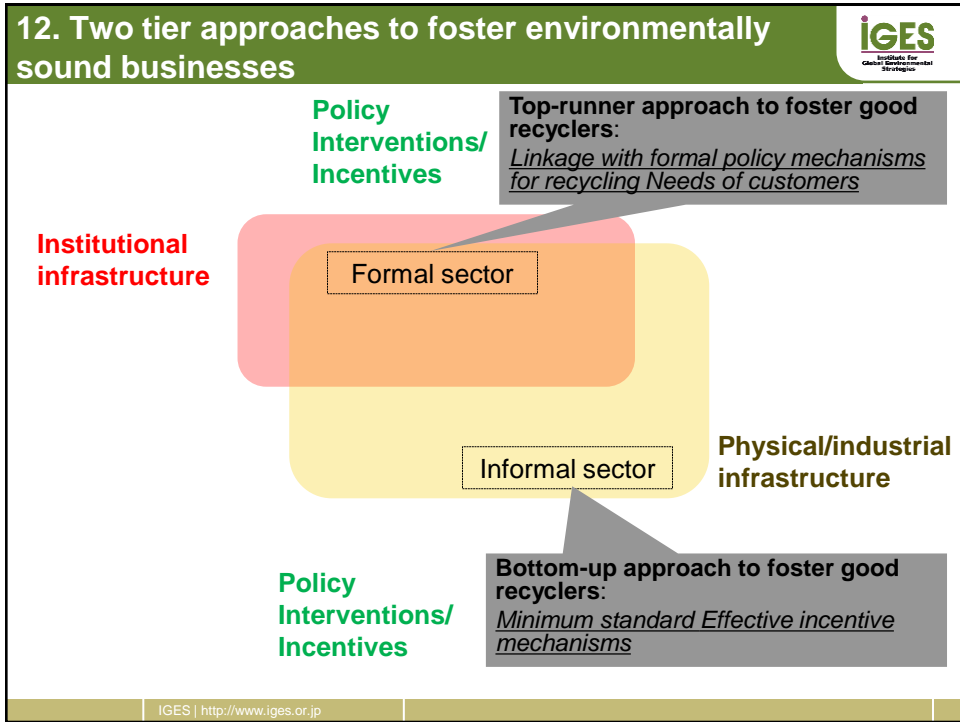 12. Two tier approaches to foster environmentally
sound businesses
iGES
Institute for
Global Environmental
Strategies
Policy
Interventions/
Incentives
Top-runner approach to foster good
recyclers:
Linkage with formal policy mechanisms
for recycling Needs of customers
Institutional
infrastructure
Formal sector
Informal sector
Physical/industrial
infrastructure
Policy
Interventions/
Incentives
Bottom-up approach to foster good
recyclers:
Minimum standard Effective incentive
mechanisms
IGES | http://www.iges.or.jp